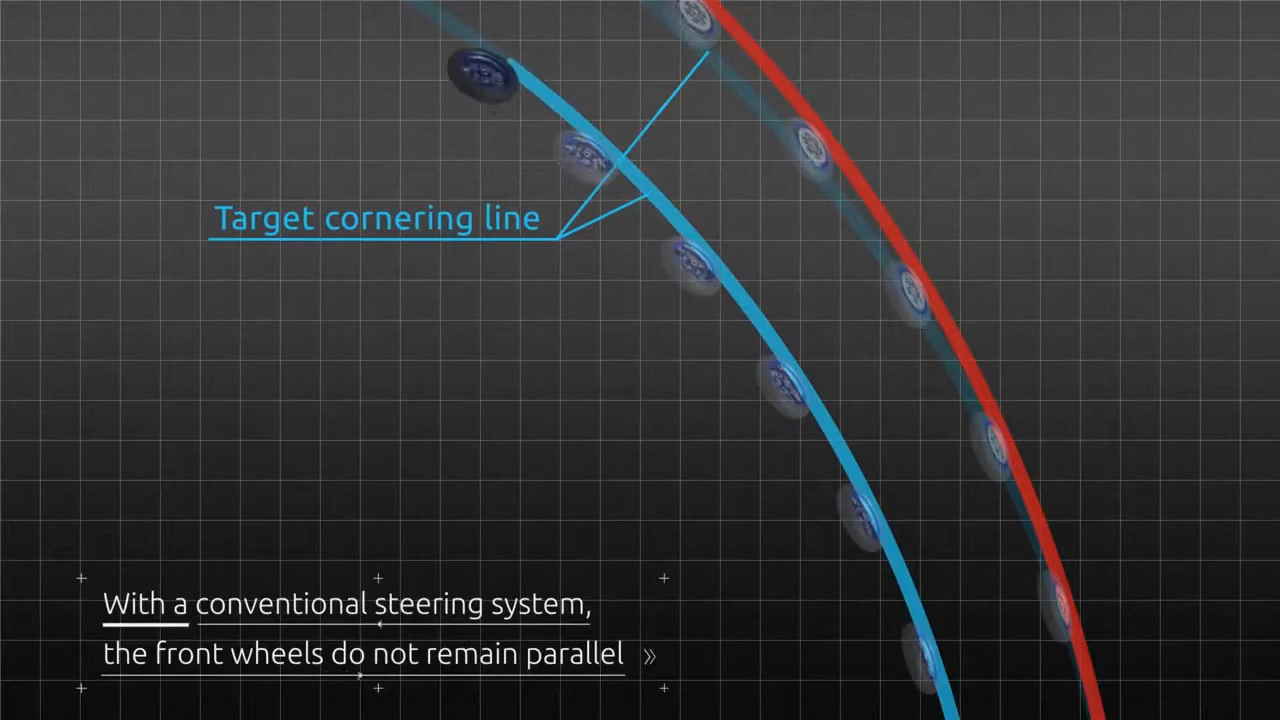 Target cornering line
With a conventional steering system,
the front wheels do not remain parallel »